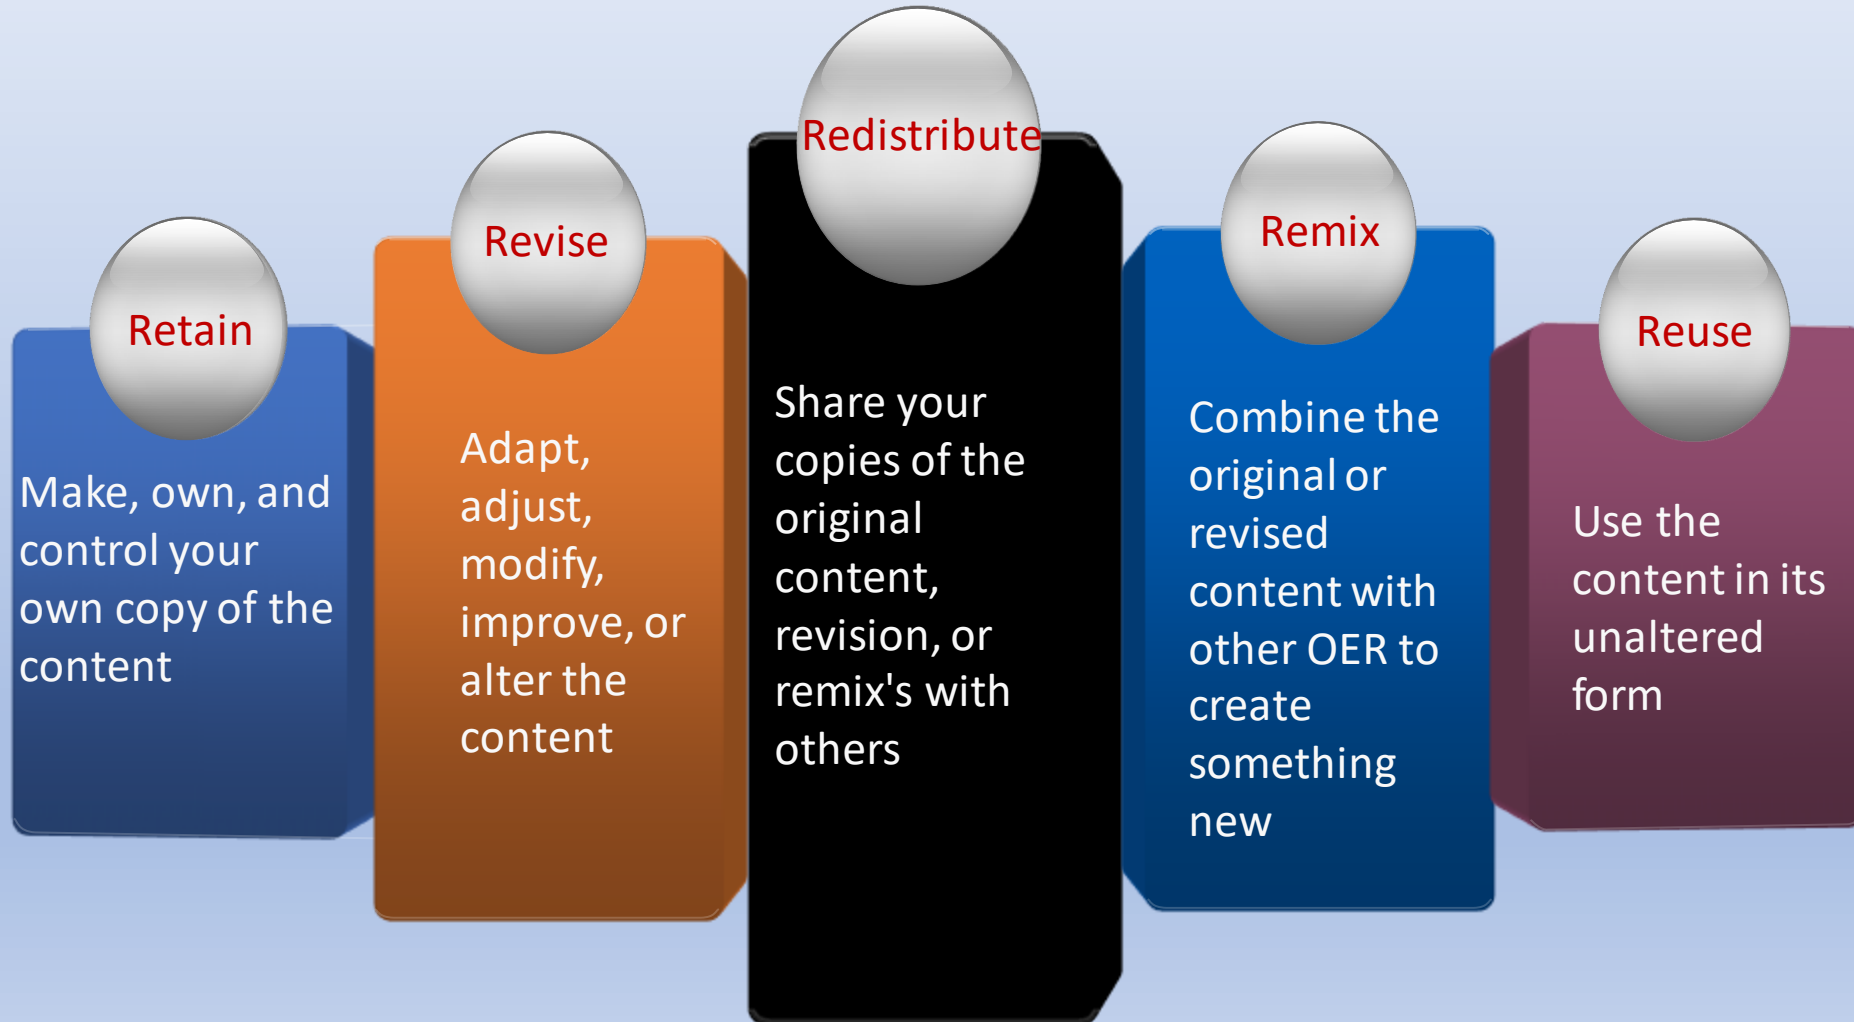 Retain
Make, own, and
control your
own copy of the
content
Revise
Adapt,
adjust,
modify,
improve, or
alter the
content
Redistribute
Share your
copies of the
original
content,
revision, or
remix's with
others
Remix
Combine the
original or
revised
content with
other OER to
create
something
new
Reuse
Use the
content in its
unaltered
form